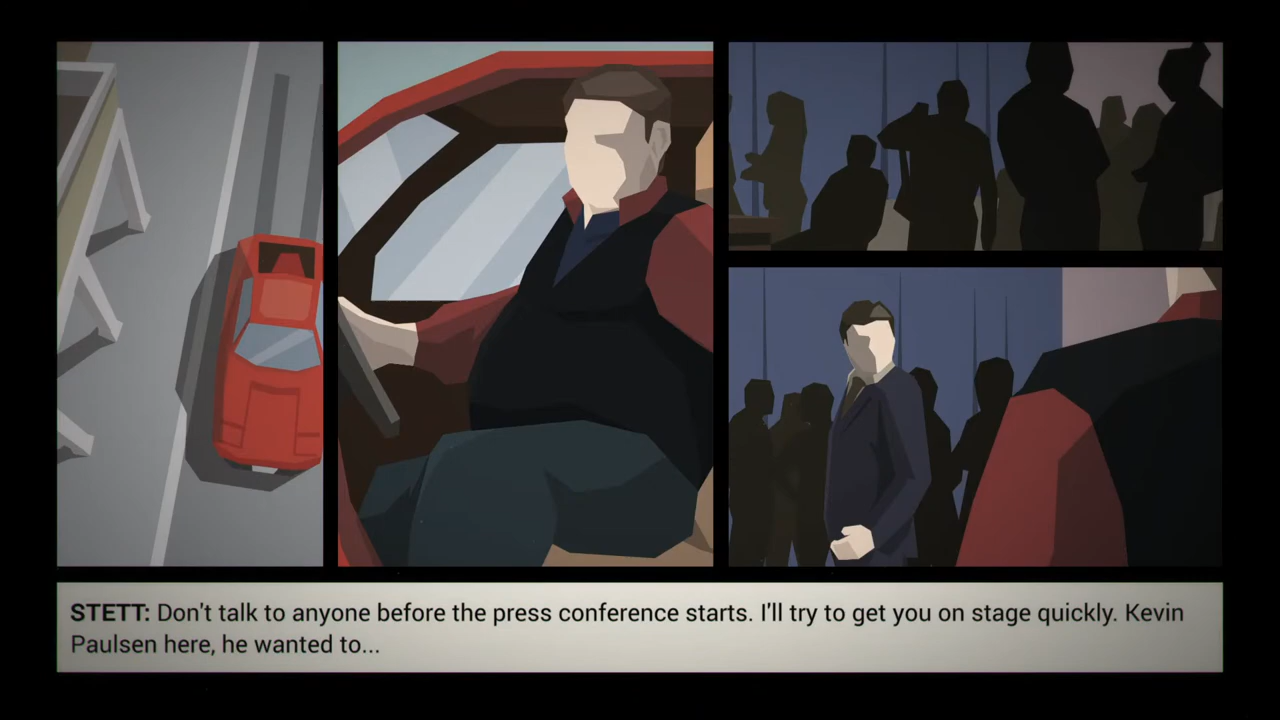 STETT: Don't talk to anyone before the press conference starts. I'll try to get you on stage quickly. Kevin
Paulsen here, he wanted to...